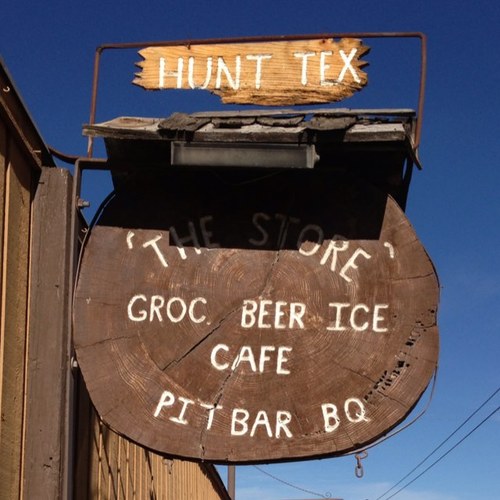 HUNT TEX
'THE STORE'
GROC. BEER ICE
CAFE
PIT BAR BQ